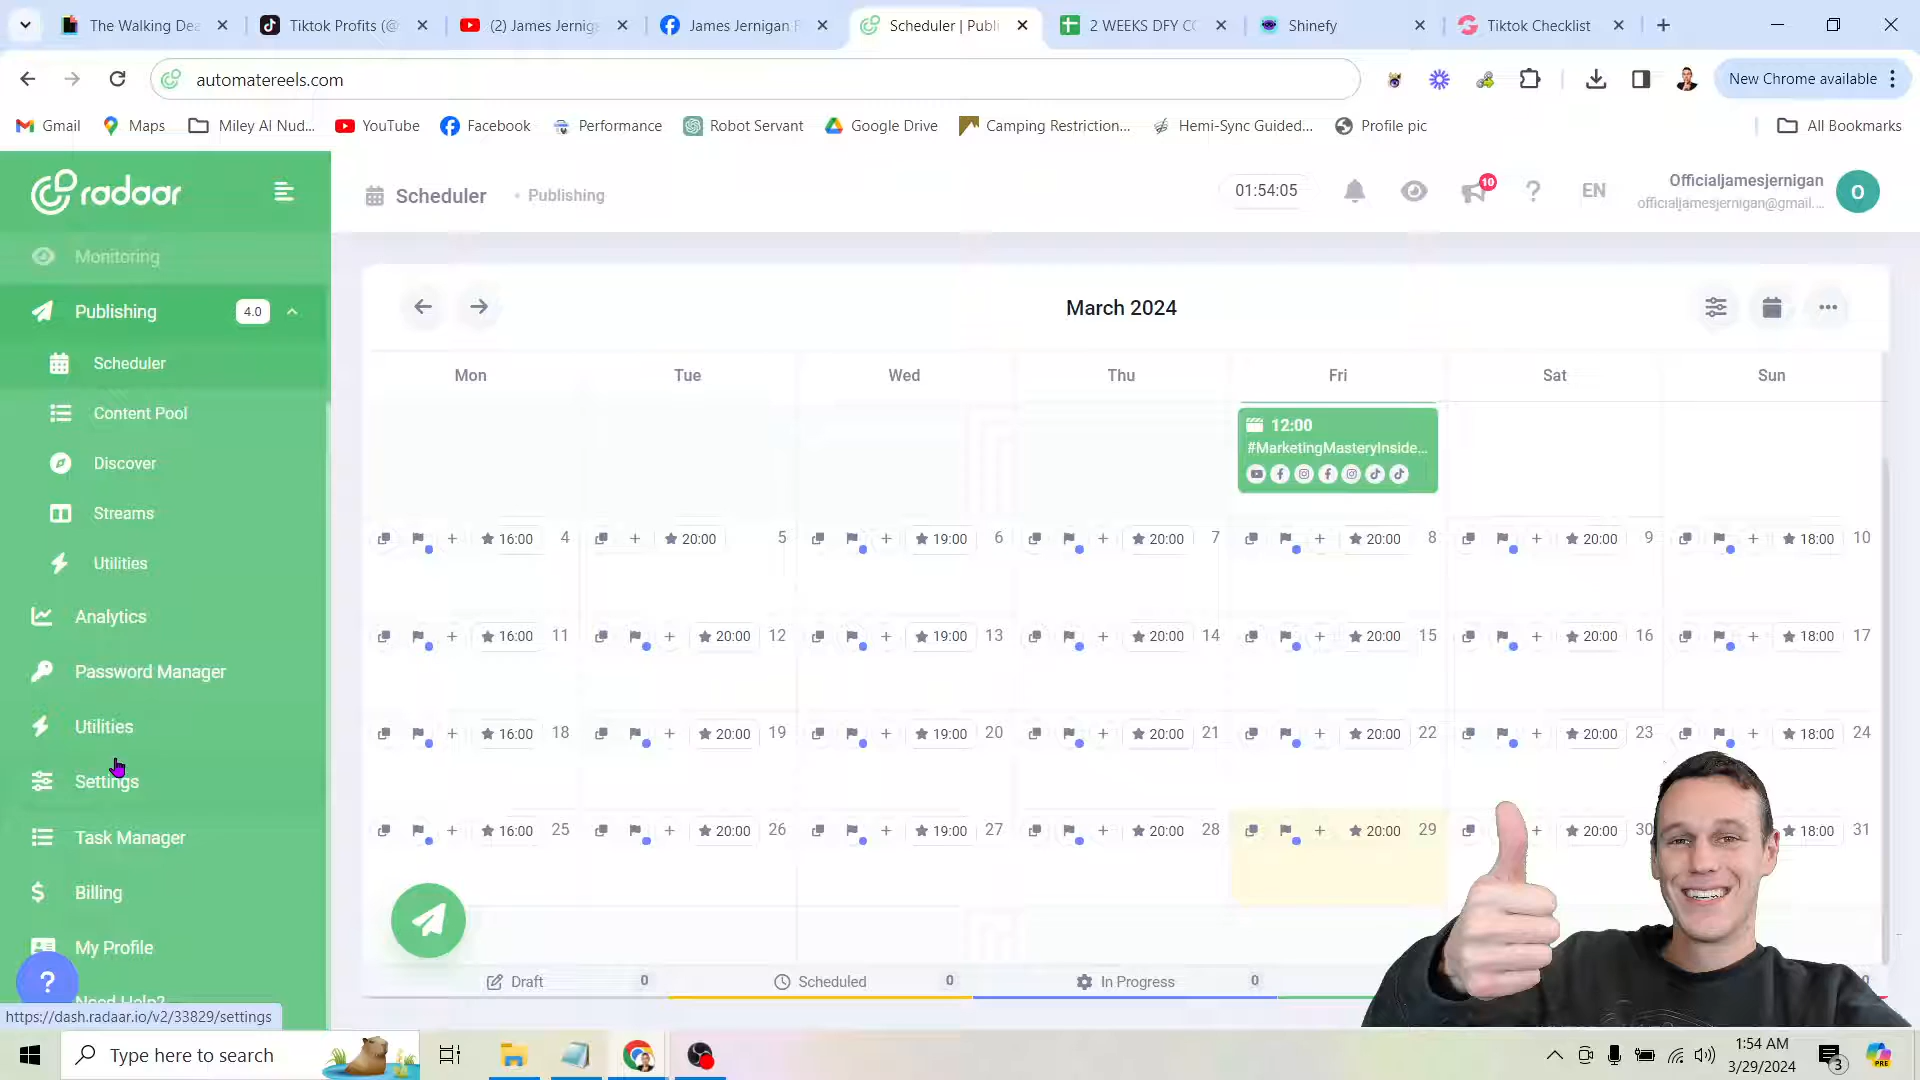 The Walking Dea
Tiktok Profits (@
(2) James Jernig
James Jernigan F
Scheduler | Publi
2 WEEKS DFY CC
Shinefy
Tiktok Checklist
automatereels.com
New Chrome available
Gmail
Maps
Miley AI Nud...
YouTube
Facebook
Performance
Robot Servant
Google Drive
Camping Restriction...
Hemi-Sync Guided...
Profile pic
All Bookmarks
radaar
Scheduler
• Publishing
01:54:05
10
EN
Officialjamesjernigan
officialjamesjernigan@gmail....
O
Monitoring
Publishing 4.0
Scheduler
Content Pool
Discover
Streams
Utilities
Analytics
Password Manager
Utilities
Settings
Task Manager
Billing
My Profile
Need Help?
?
https://dash.radaar.io/v2/33829/settings
March 2024
Mon Tue Wed Thu Fri Sat Sun
12:00
#MarketingMasteryInside...
16:00 4 20:00 5 19:00 6 20:00 7 20:00 8 20:00 9 18:00 10
16:00 11 20:00 12 19:00 13 20:00 14 20:00 15 20:00 16 18:00 17
16:00 18 20:00 19 19:00 20 20:00 21 20:00 22 20:00 23 18:00 24
16:00 25 20:00 26 19:00 27 20:00 28 20:00 29 20:00 30 18:00 31
Draft 0
Scheduled 0
In Progress 0
0
Type here to search
1:54 AM
3/29/2024
3
PRE